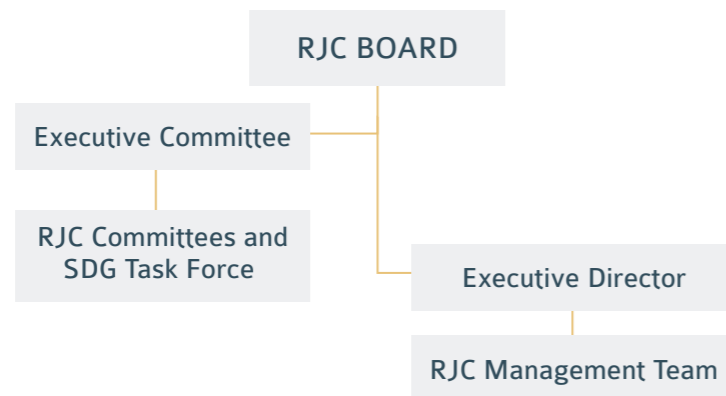 RJC BOARD
Executive Committee
RJC Committees and
SDG Task Force
Executive Director
RJC Management Team